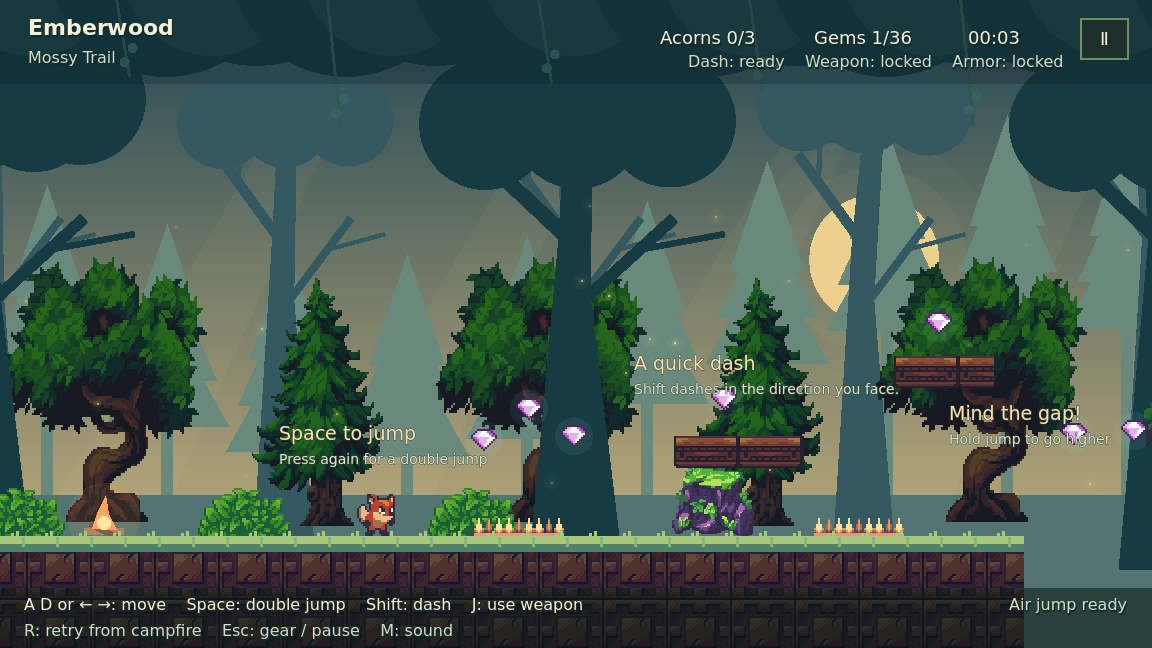 Emberwood
Mossy Trail
Acorns 0/3 Gems 1/36 00:03
Dash: ready Weapon: locked Armor: locked
II
A quick dash
Shift dashes in the direction you face.
Mind the gap!
Hold jump to go higher
Space to jump
Press again for a double jump
A D or ← →: move Space: double jump Shift: dash J: use weapon
R: retry from campfire Esc: gear / pause M: sound
Air jump ready